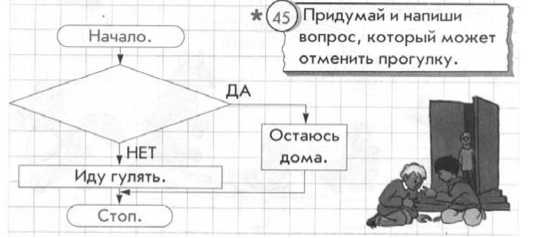 * 45 Придумай и напиши
вопрос, который может
отменить прогулку.
Начало.
ДА
Остаюсь
дома.
НЕТ
Иду гулять.
Стоп.